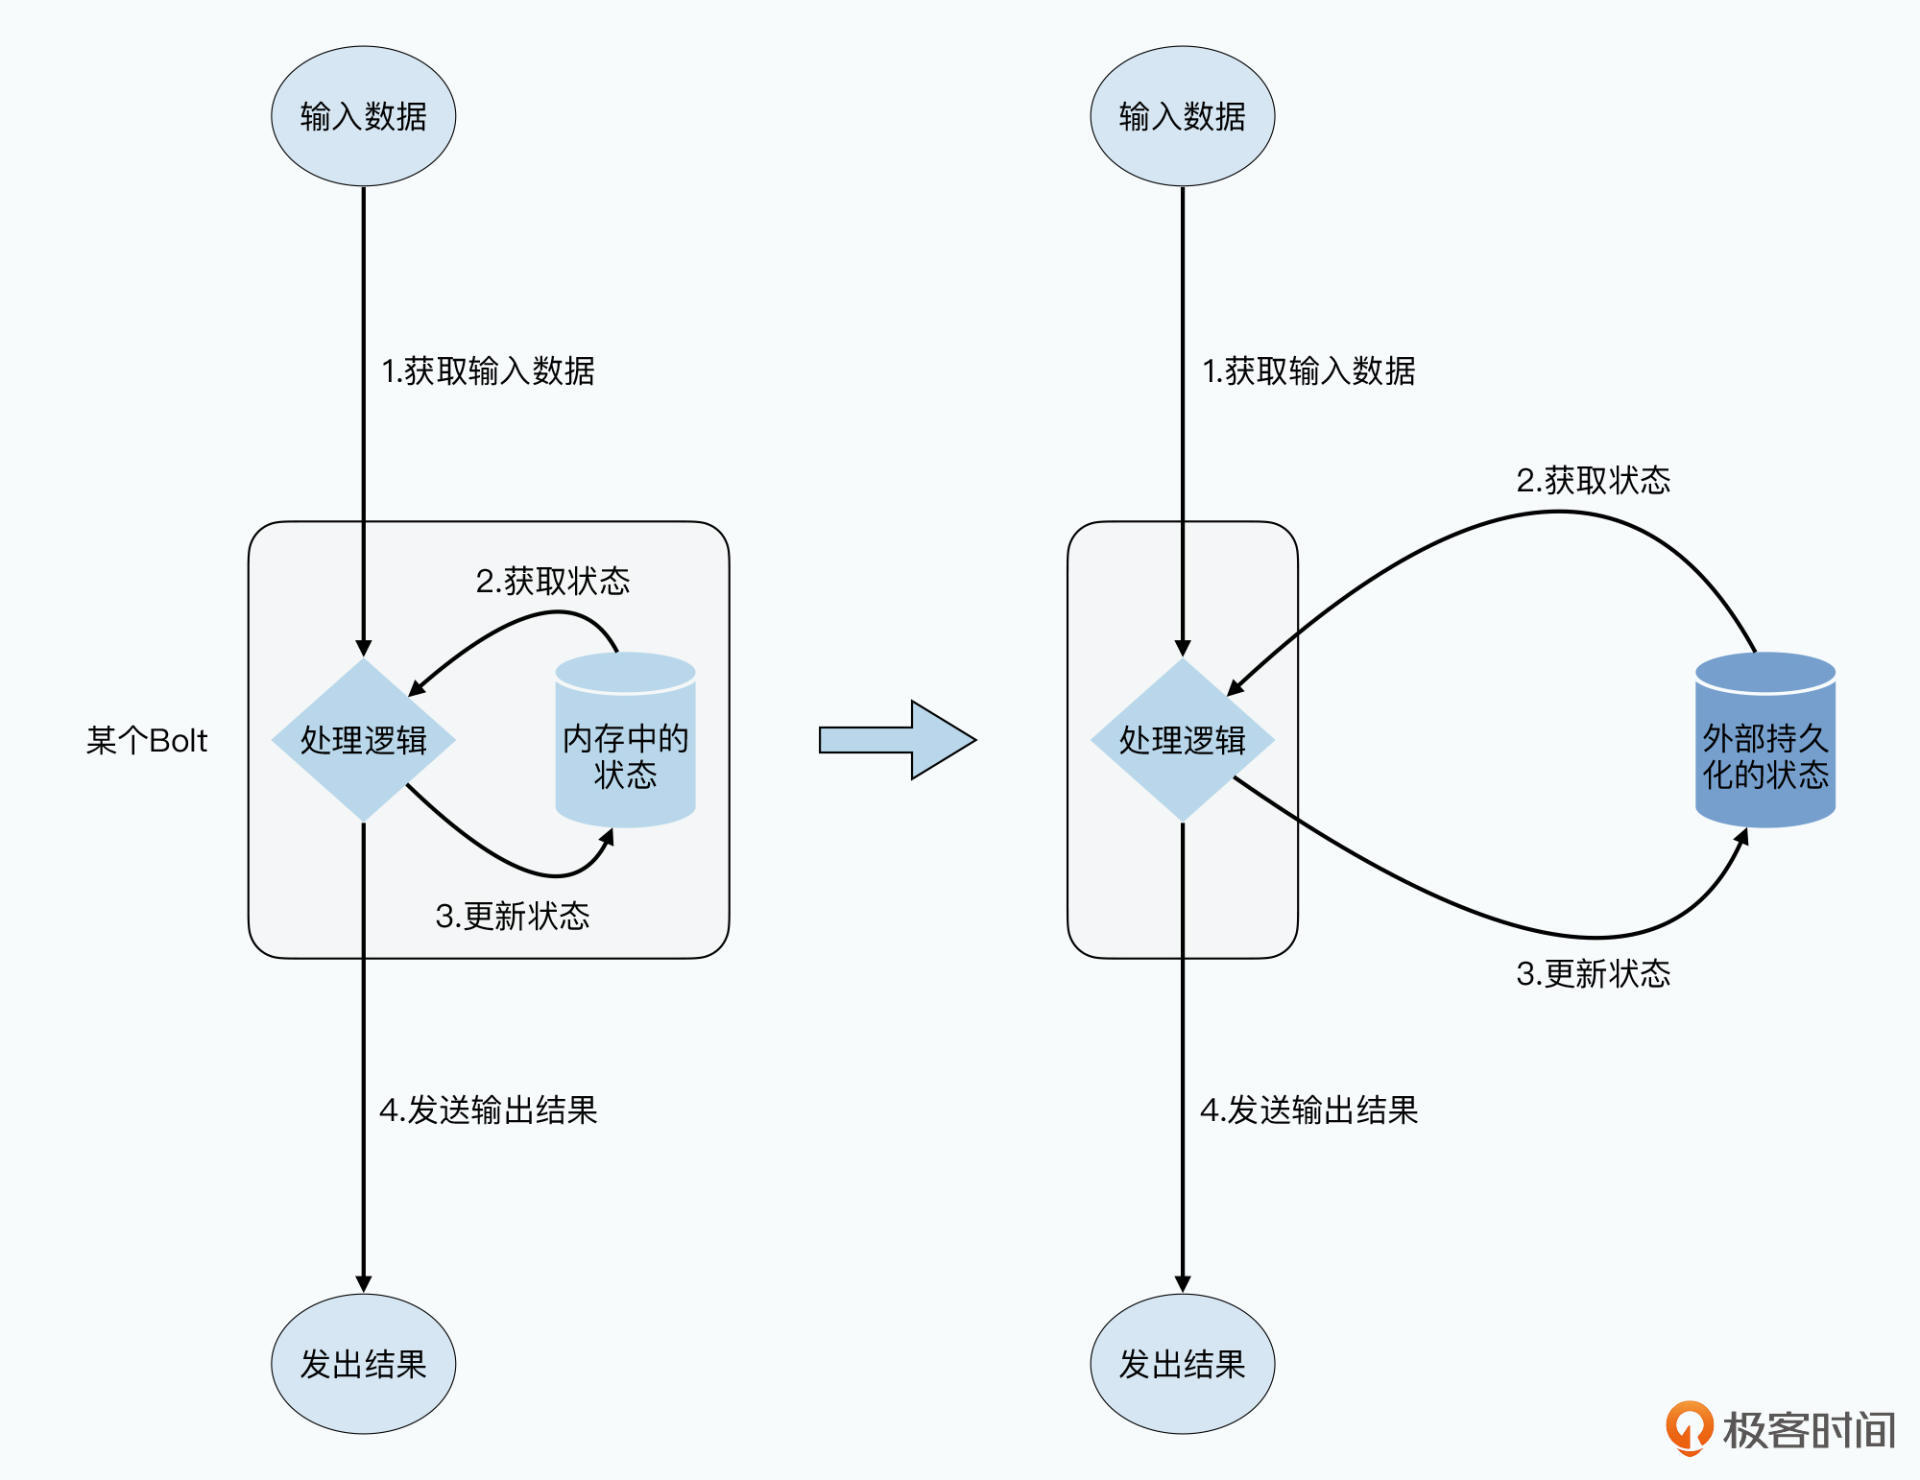 输入数据
1.获取输入数据
2.获取状态
某个Bolt
处理逻辑
内存中的
状态
3.更新状态
4.发送输出结果
发出结果
输入数据
1.获取输入数据
2.获取状态
处理逻辑
外部持久
化的状态
3.更新状态
4.发送输出结果
发出结果
极客时间